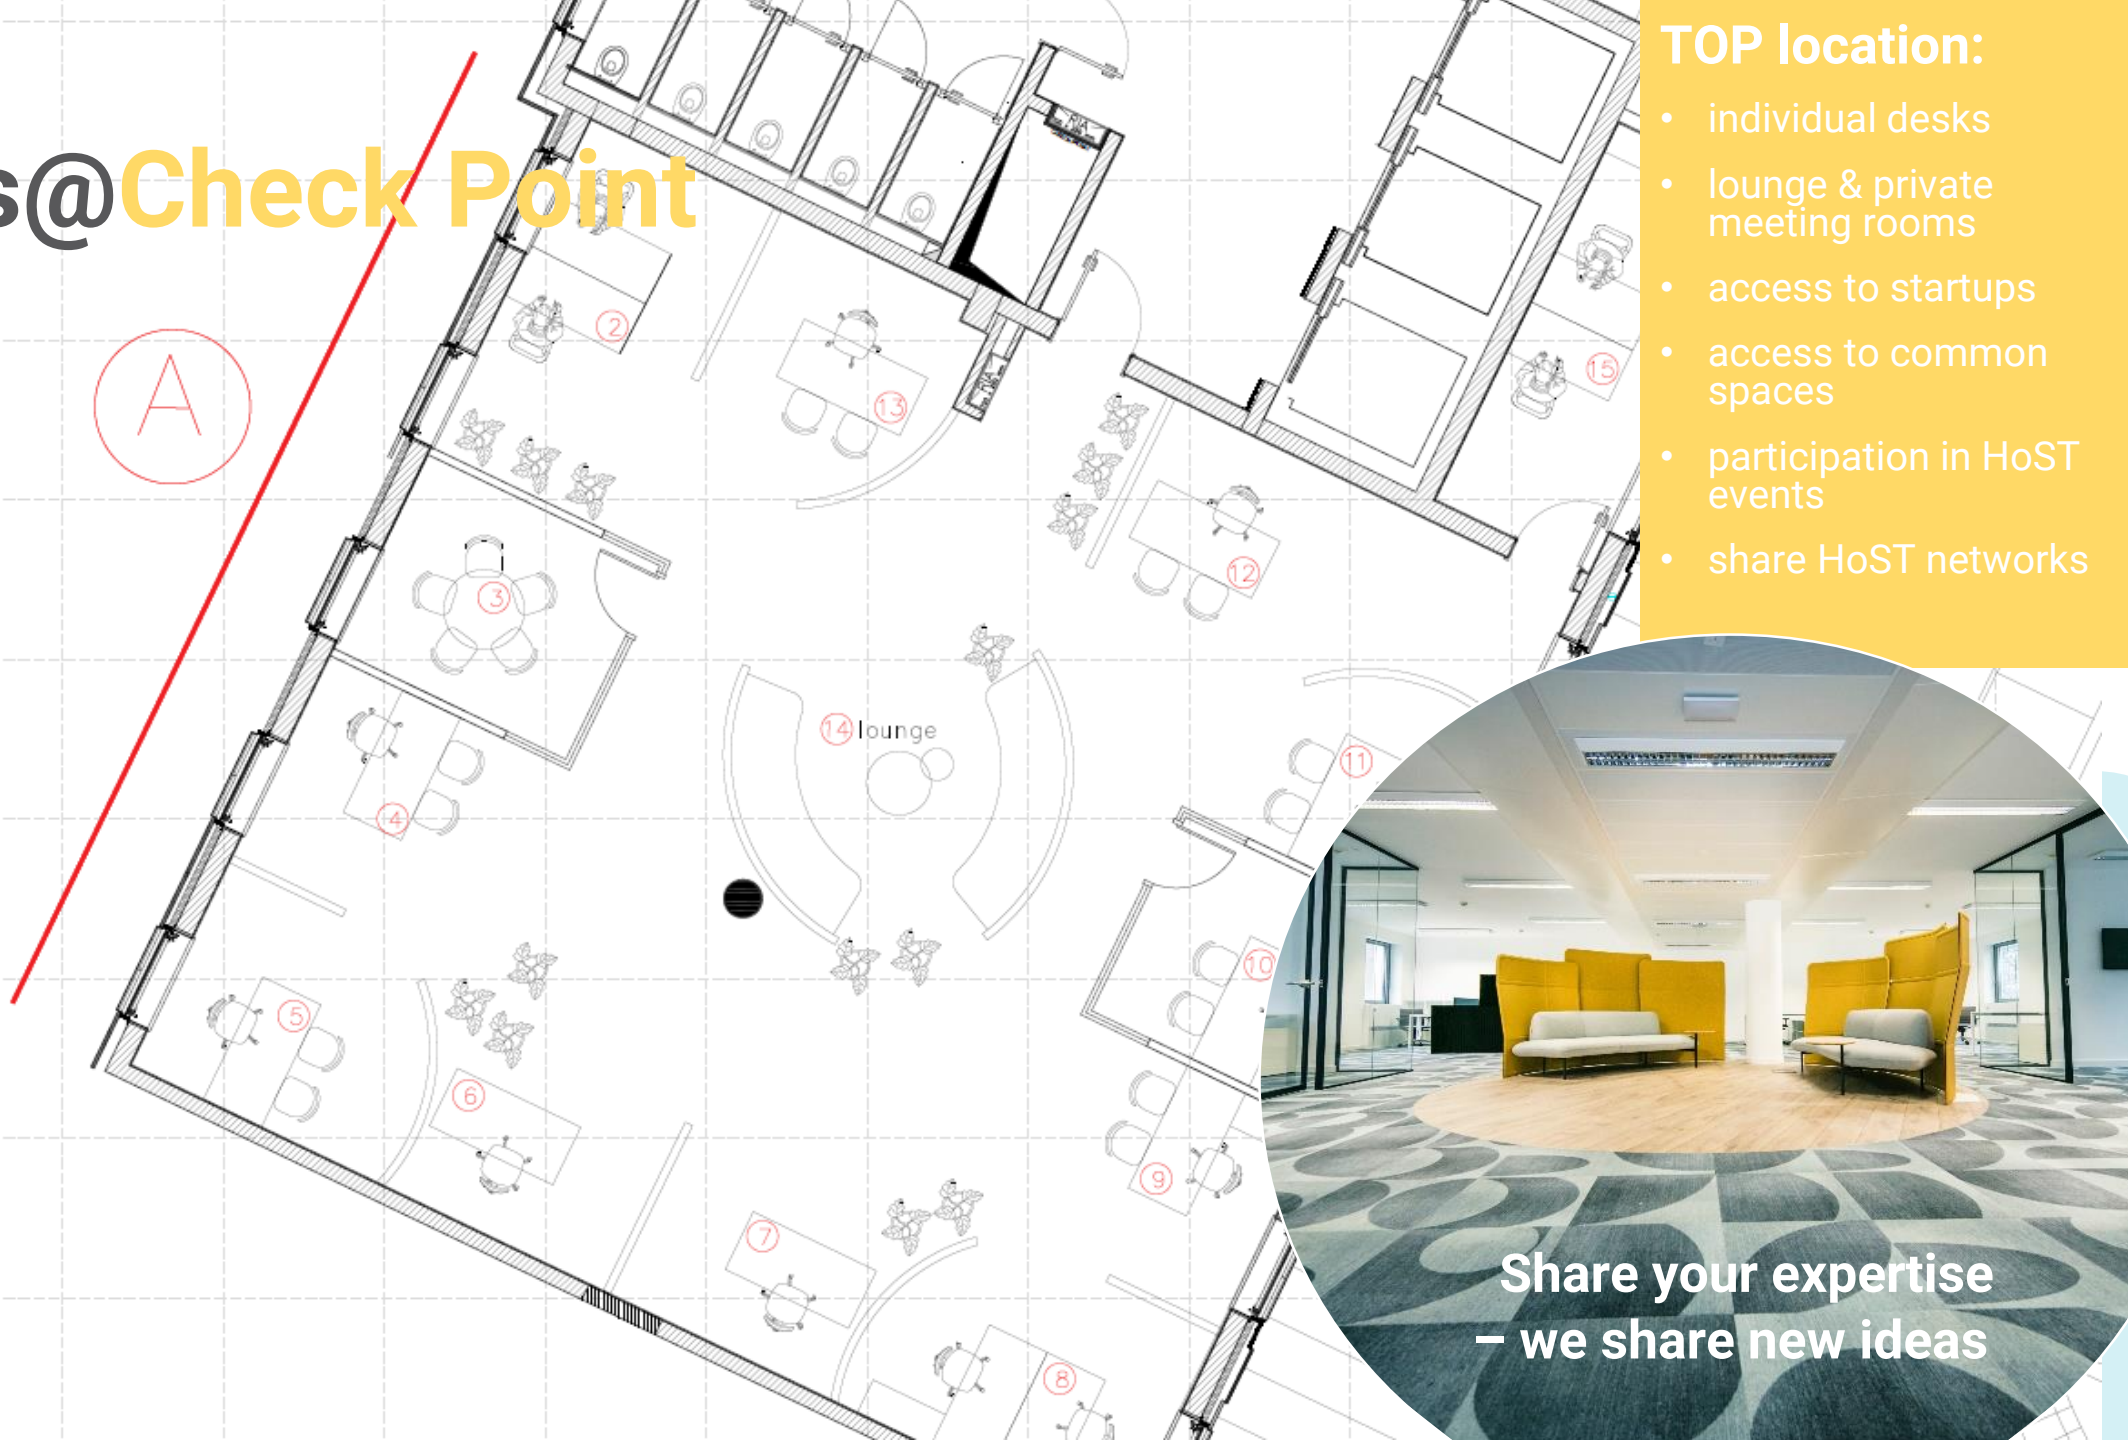 s@Check Point
A
2
13
15
12
3
14 lounge
11
4
10
5
6
9
7
8
TOP location:
• individual desks
• lounge & private
meeting rooms
• access to startups
• access to common
spaces
• participation in HoST
events
• share HoST networks
Share your expertise
– we share new ideas